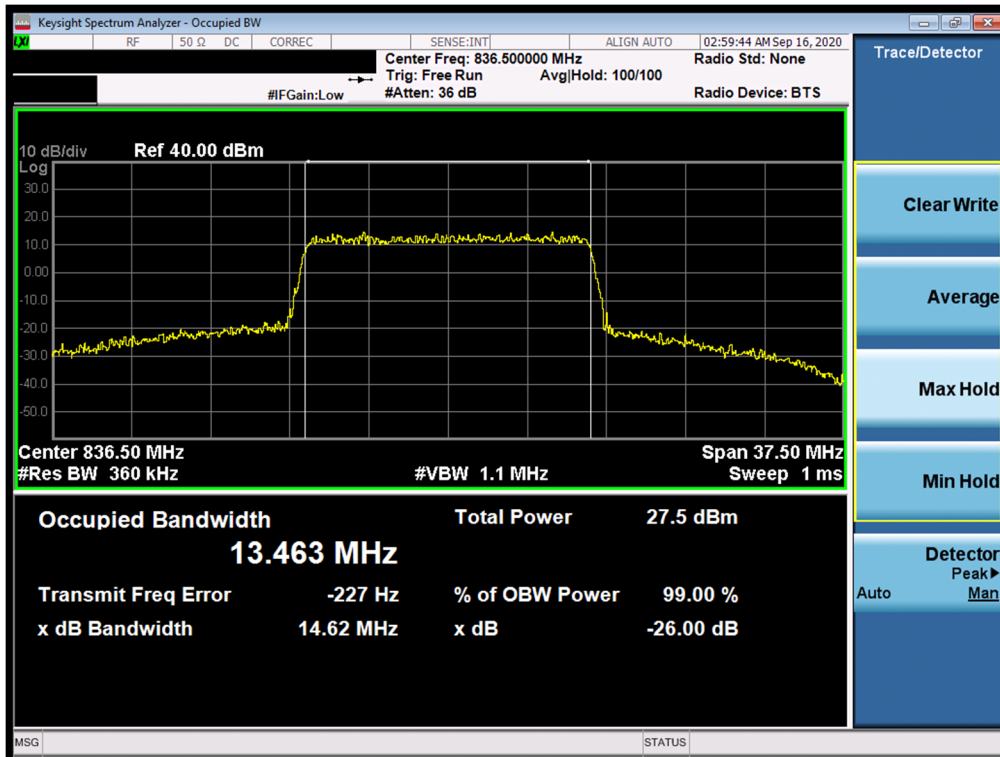 Keysight Spectrum Analyzer - Occupied BW
LXI RF 50 Ω DC CORREC SENSE:INT ALIGN AUTO 02:59:44 AM Sep 16, 2020
Center Freq: 836.500000 MHz Radio Std: None
Trig: Free Run Avg|Hold: 100/100
#IFGain:Low #Atten: 36 dB Radio Device: BTS
10 dB/div Ref 40.00 dBm
Log
30.0
20.0
10.0
0.00
-10.0
-20.0
-30.0
-40.0
-50.0
Center 836.50 MHz Span 37.50 MHz
#Res BW 360 kHz #VBW 1.1 MHz Sweep 1 ms
Occupied Bandwidth Total Power 27.5 dBm
13.463 MHz
Transmit Freq Error -227 Hz % of OBW Power 99.00 %
x dB Bandwidth 14.62 MHz x dB -26.00 dB
MSG STATUS
Trace/Detector
Clear Write
Average
Max Hold
Min Hold
Detector
Peak▶
Auto Man